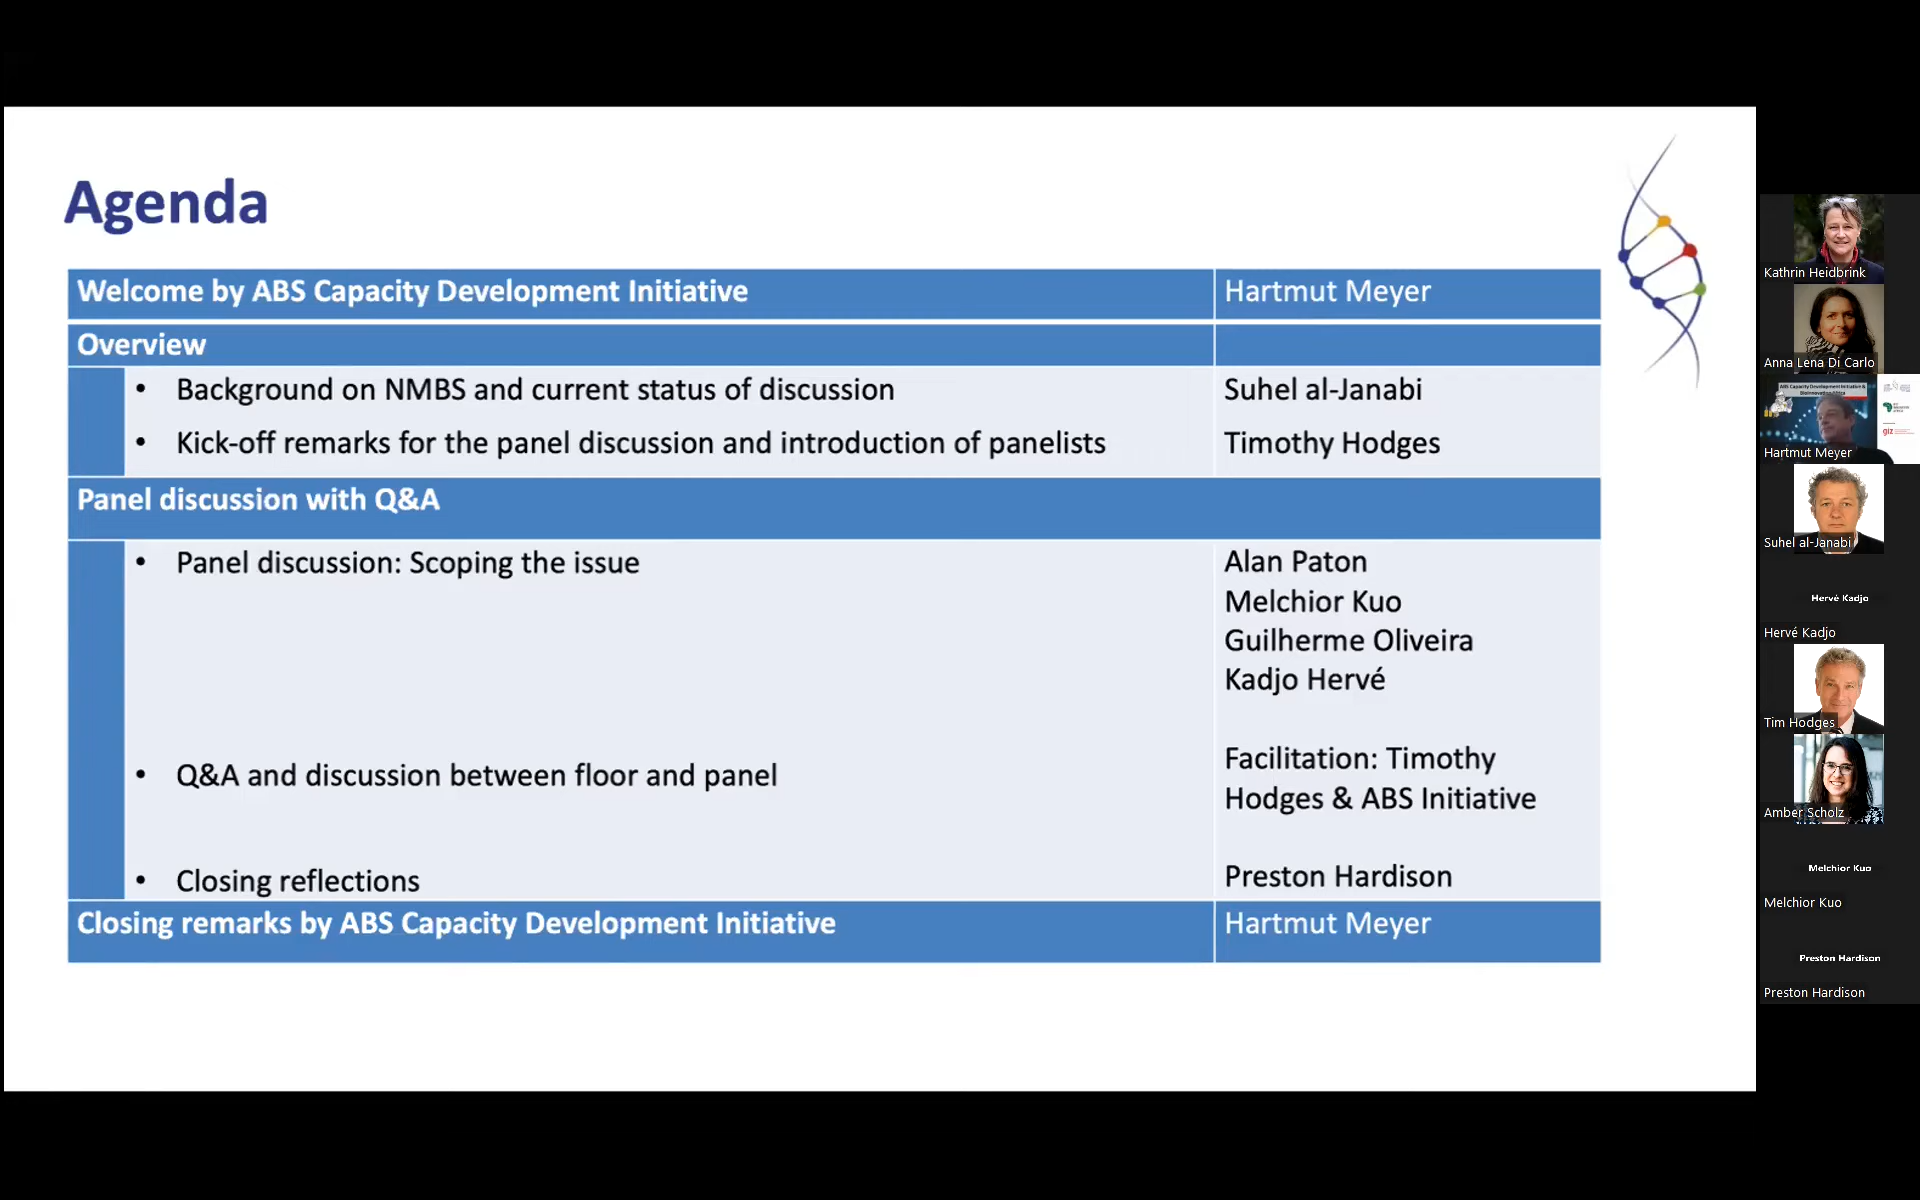 Agenda
Welcome by ABS Capacity Development Initiative
Hartmut Meyer
Overview
• Background on NMBS and current status of discussion
Suhel al-Janabi
• Kick-off remarks for the panel discussion and introduction of panelists
Timothy Hodges
Panel discussion with Q&A
• Panel discussion: Scoping the issue
Alan Paton
Melchior Kuo
Guilherme Oliveira
Kadjo Hervé
• Q&A and discussion between floor and panel
Facilitation: Timothy
Hodges & ABS Initiative
• Closing reflections
Preston Hardison
Closing remarks by ABS Capacity Development Initiative
Hartmut Meyer
Kathrin Heidbrink
Anna Lena Di Carlo
ABS Capacity Development Initiative &
giz
Hartmut Meyer
Suhel al-Janabi
Hervé Kadjo
Hervé Kadjo
Tim Hodges
Amber Scholz
Melchior Kuo
Melchior Kuo
Preston Hardison
Preston Hardison